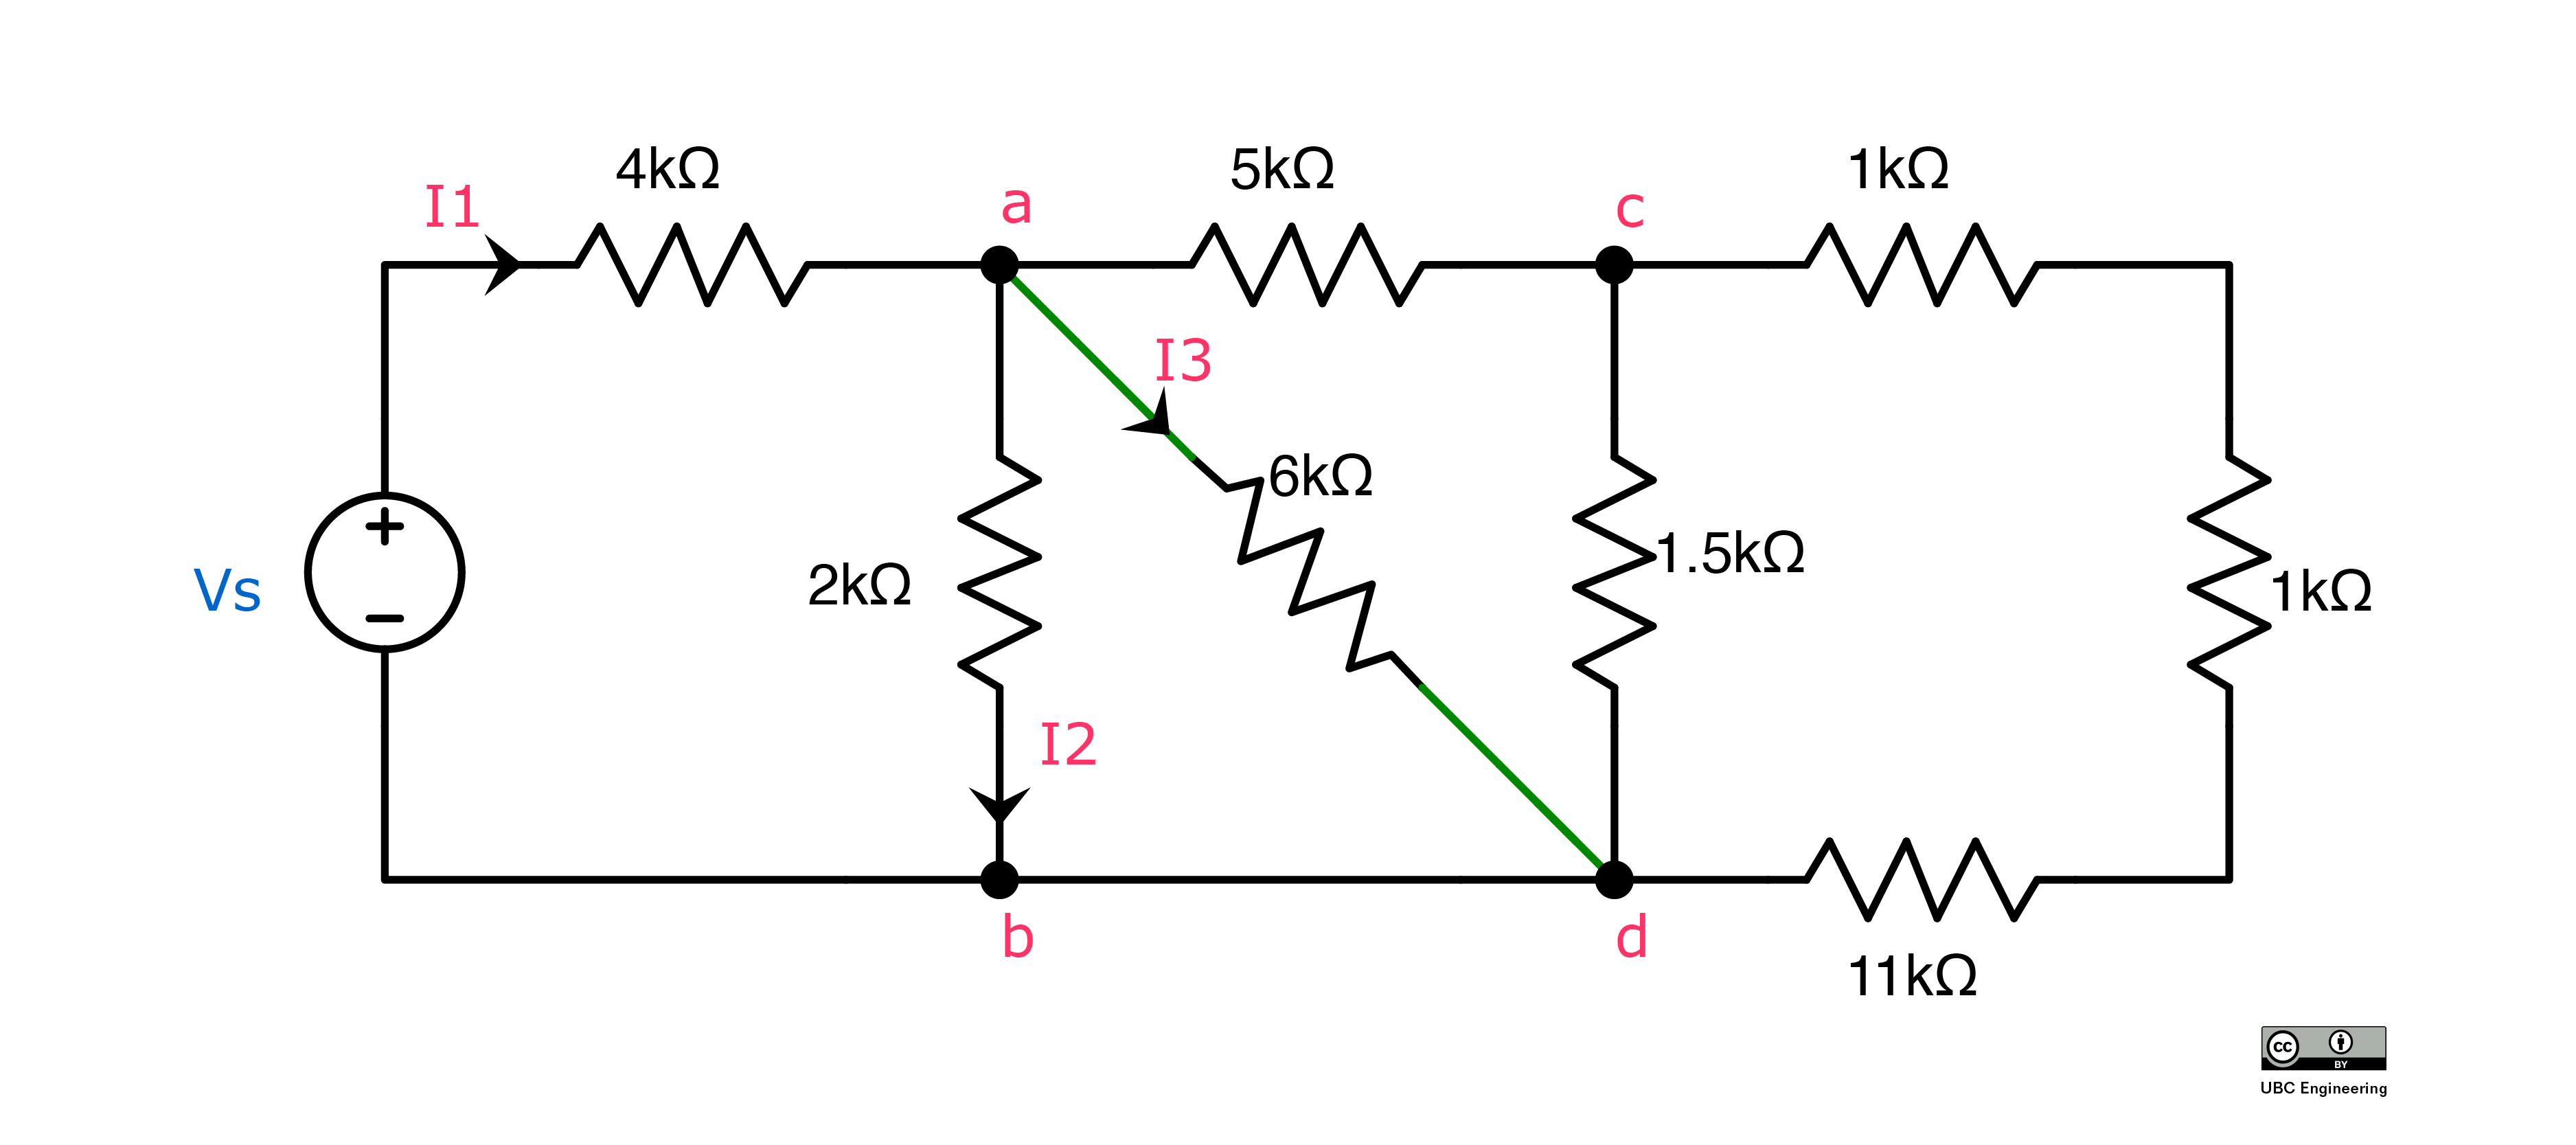 4kΩ
5kΩ
1kΩ
I1
a
c
I3
6kΩ
1.5kΩ
2kΩ
Vs
1kΩ
I2
b
d
11kΩ
cc
BY
UBC Engineering